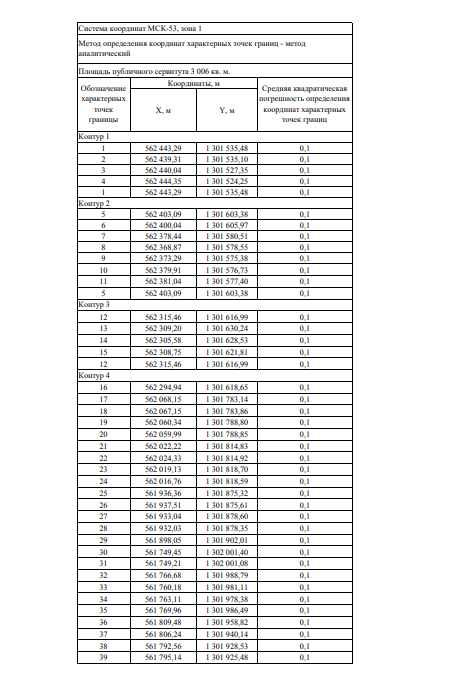 Система координат МСК-53, зона 1
Метод определения координат характерных точек границ - метод
аналитический
Площадь публичного сервитута 3 006 кв. м.
Обозначение характерных точек границы Координаты, м Средняя квадратическая погрешность определения координат характерных точек границ
X, м Y, м
Контур 1
1 562 443,29 1 301 535,48 0,1
2 562 439,31 1 301 535,10 0,1
3 562 440,04 1 301 527,35 0,1
4 562 444,35 1 301 524,25 0,1
1 562 443,29 1 301 535,48 0,1
Контур 2
5 562 403,09 1 301 603,38 0,1
6 562 400,04 1 301 605,97 0,1
7 562 378,44 1 301 580,51 0,1
8 562 368,87 1 301 578,55 0,1
9 562 373,29 1 301 575,38 0,1
10 562 379,91 1 301 576,73 0,1
11 562 381,04 1 301 577,40 0,1
5 562 403,09 1 301 603,38 0,1
Контур 3
12 562 315,46 1 301 616,99 0,1
13 562 309,20 1 301 630,24 0,1
14 562 305,58 1 301 628,53 0,1
15 562 308,75 1 301 621,81 0,1
12 562 315,46 1 301 616,99 0,1
Контур 4
16 562 294,94 1 301 618,65 0,1
17 562 068,15 1 301 783,14 0,1
18 562 067,15 1 301 783,86 0,1
19 562 060,34 1 301 788,80 0,1
20 562 059,99 1 301 788,85 0,1
21 562 022,22 1 301 814,83 0,1
22 562 024,33 1 301 814,92 0,1
23 562 019,13 1 301 818,70 0,1
24 562 016,76 1 301 818,59 0,1
25 561 936,36 1 301 875,32 0,1
26 561 937,51 1 301 875,61 0,1
27 561 933,04 1 301 878,60 0,1
28 561 932,03 1 301 878,35 0,1
29 561 898,05 1 301 902,01 0,1
30 561 749,45 1 302 001,40 0,1
31 561 749,21 1 302 001,08 0,1
32 561 766,68 1 301 988,79 0,1
33 561 760,18 1 301 981,11 0,1
34 561 763,11 1 301 978,38 0,1
35 561 769,96 1 301 986,49 0,1
36 561 809,48 1 301 958,82 0,1
37 561 806,24 1 301 940,14 0,1
38 561 792,56 1 301 928,53 0,1
39 561 795,14 1 301 925,48 0,1